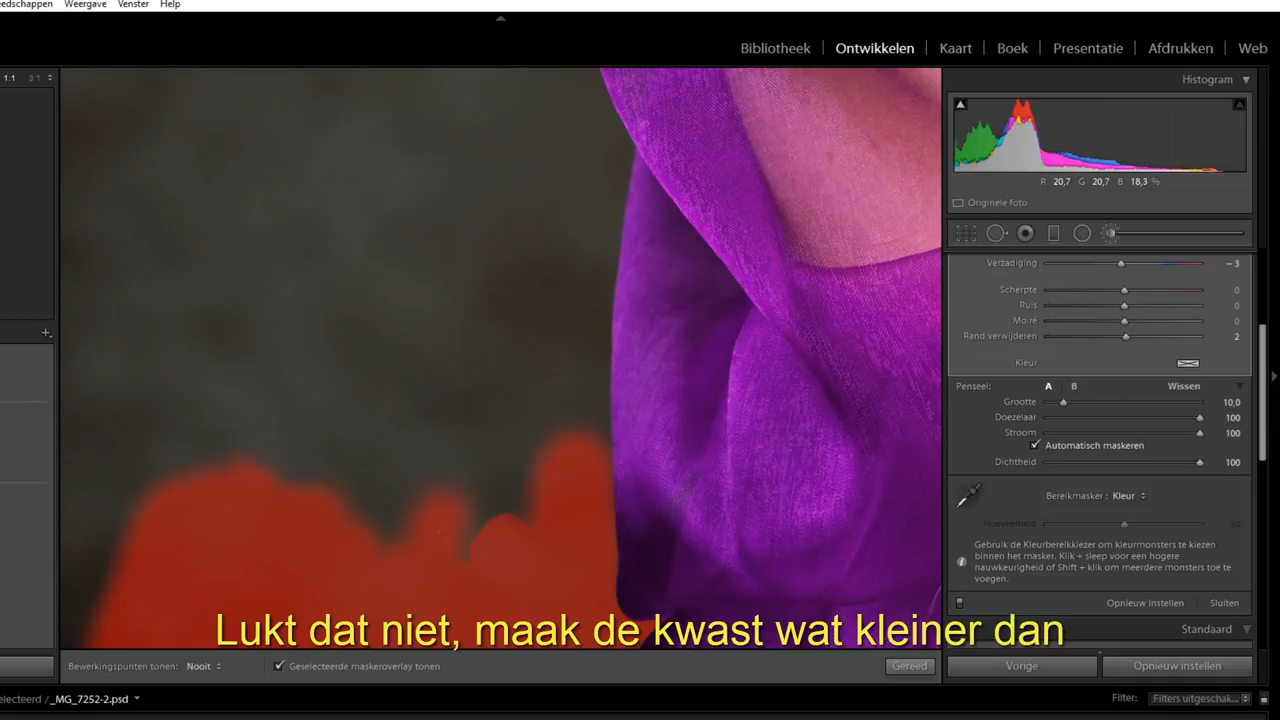 edschappen Weergave Venster Help
Bibliotheek | Ontwikkelen | Kaart | Boek | Presentatie | Afdrukken | Web
1:1 3:1
Histogram
R 20,7 G 20,7 B 18,3 %
Originele foto
Verzadiging − 3
Scherpte 0
Ruis 0
Moiré 0
Rand verwijderen 2
Kleur
Penseel: A B Wissen
Grootte 10,0
Doezelaar 100
Stroom 100
Automatisch maskeren
Dichtheid 100
Bereikmasker : Kleur
Hoeveelheid 50
Gebruik de Kleurbereikkiezer om kleurmonsters te kiezen
binnen het masker. Klik + sleep voor een hogere
nauwkeurigheid of Shift + klik om meerdere monsters toe te
voegen.
Opnieuw instellen Sluiten
Lukt dat niet, maak de kwast wat kleiner dan
Standaard
Bewerkingspunten tonen: Nooit Geselecteerde maskeroverlay tonen Gereed
Vorige Opnieuw instellen
electeerd /_MG_7252-2.psd
Filter: Filters uitgeschak...